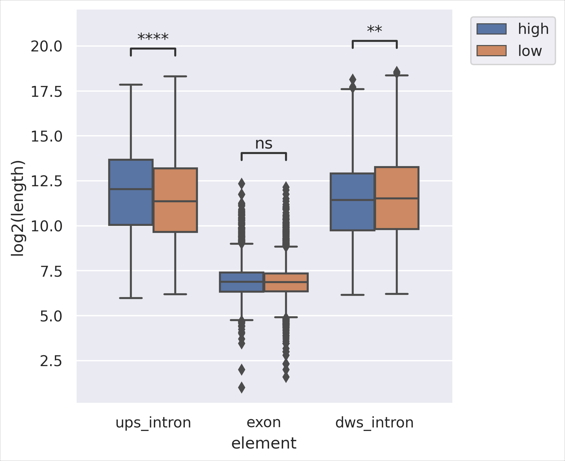 ****
ns
**
high
low
20.0
17.5
15.0
12.5
10.0
7.5
5.0
2.5
log2(length)
ups_intron
exon
dws_intron
element